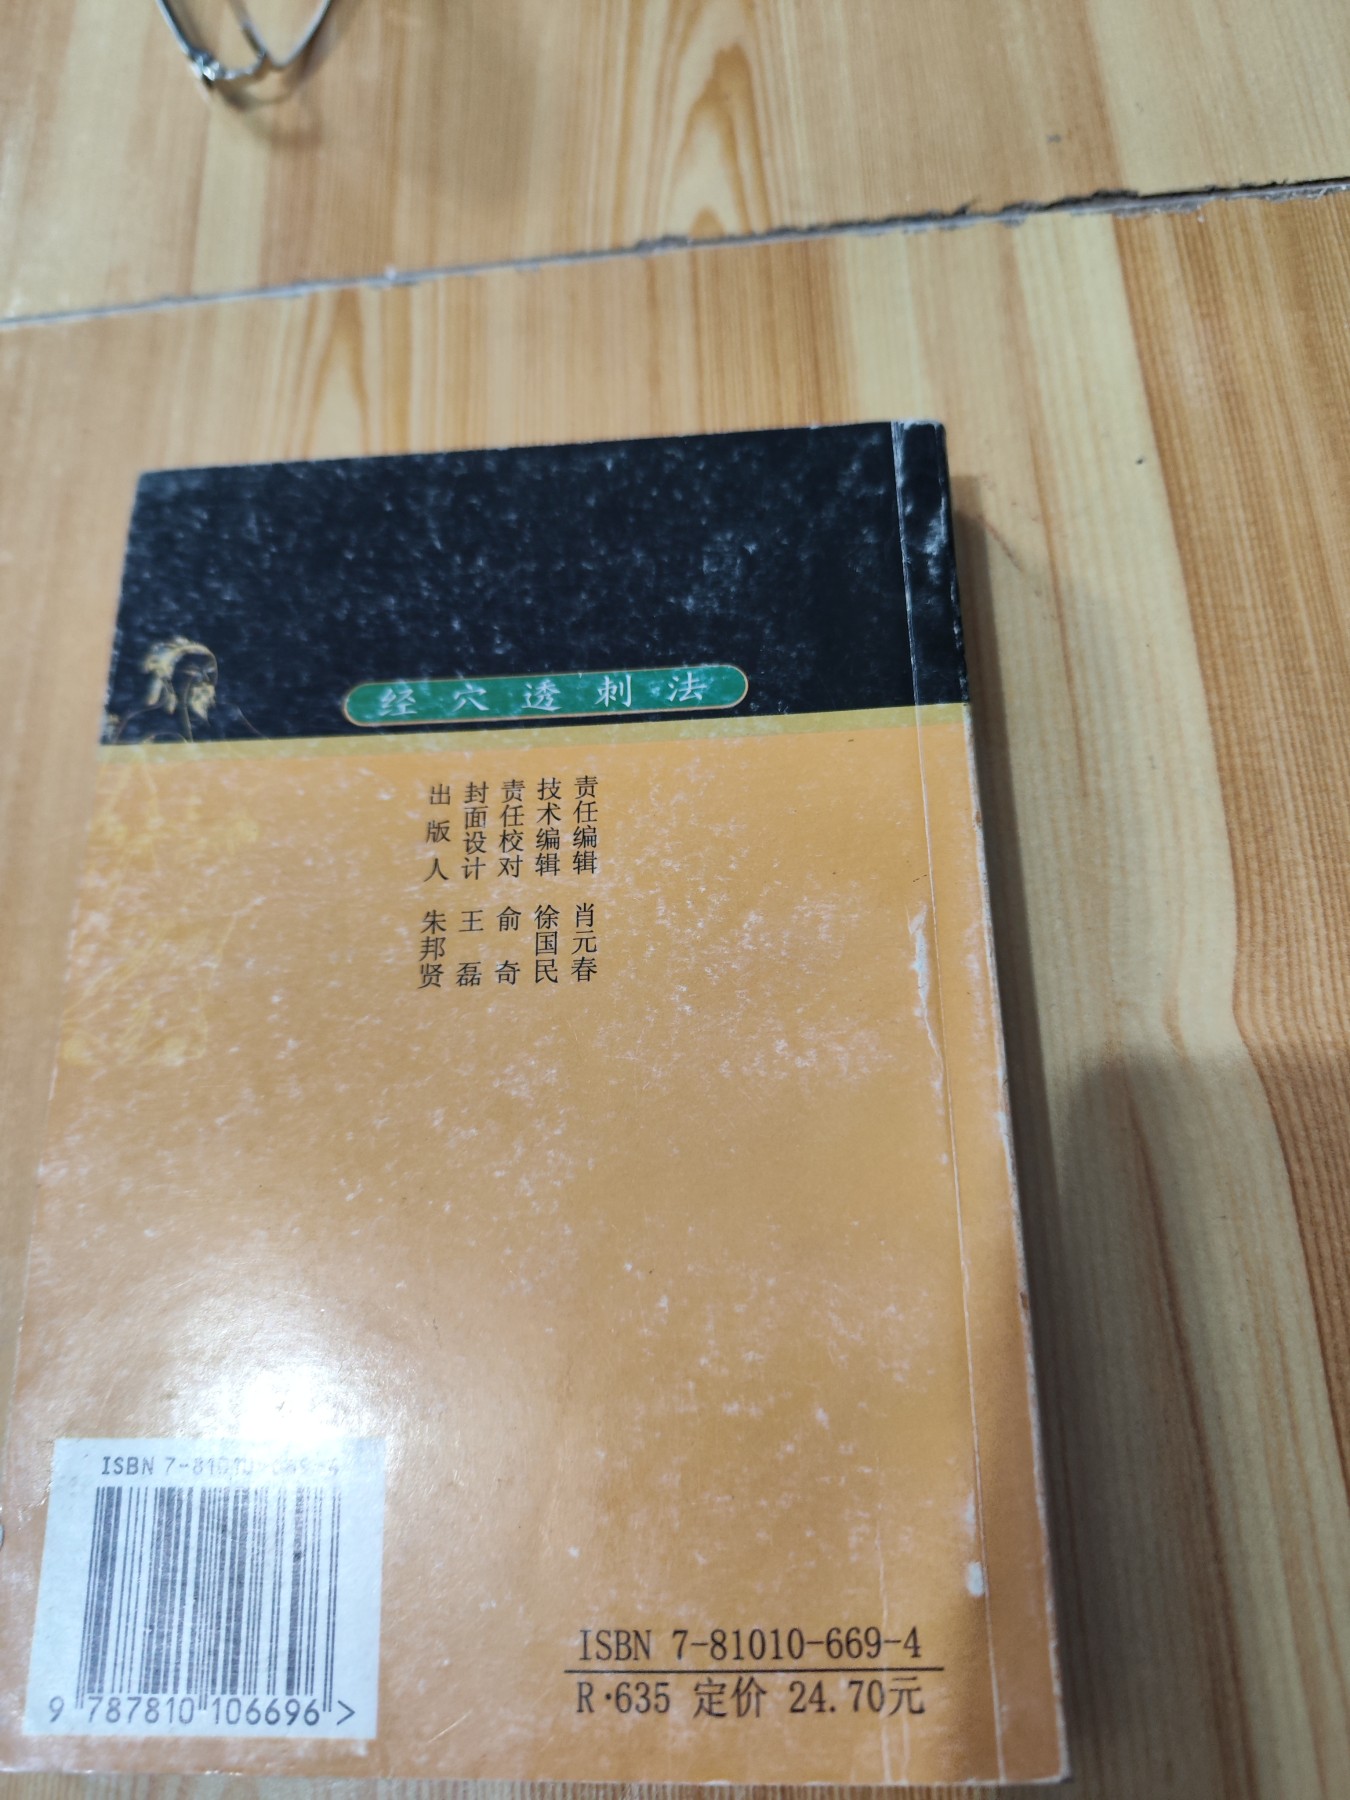 经穴透刺法
责任编辑 肖元春
技术编辑 徐国民
责任校对 俞奇
封面设计 王磊
出版人 朱邦贤
ISBN 7-81010-669-4
9 787810 106696 >
ISBN 7-81010-669-4
R·635 定价 24.70元